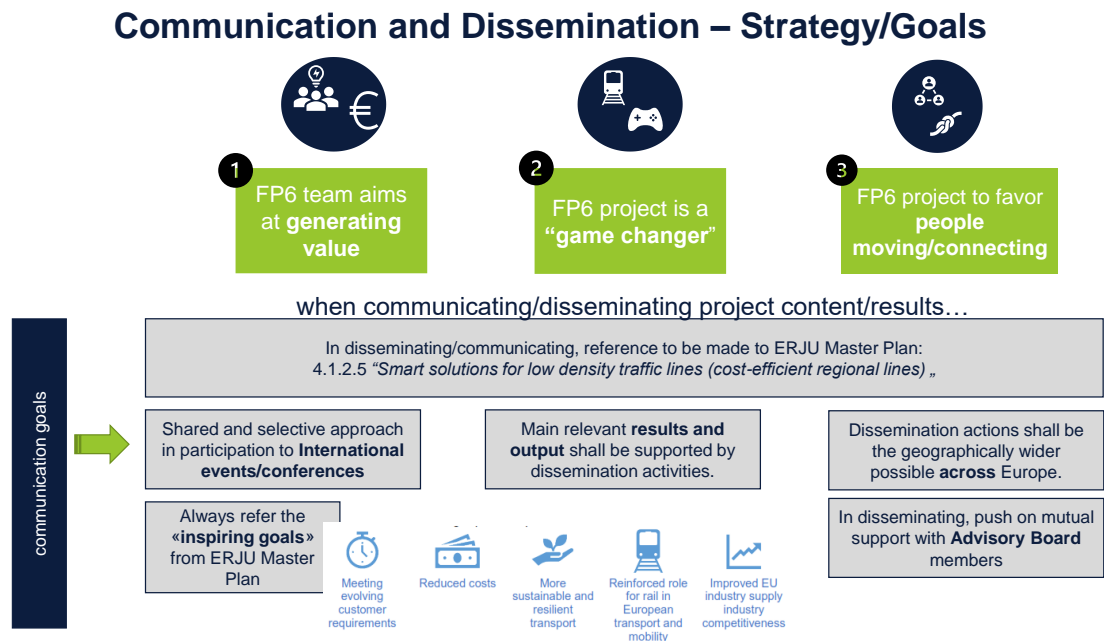 Communication and Dissemination – Strategy/Goals
1
FP6 team aims
at generating
value
2
FP6 project is a
“game changer”
3
FP6 project to favor
people
moving/connecting
when communicating/disseminating project content/results…
communication goals
In disseminating/communicating, reference to be made to ERJU Master Plan:
4.1.2.5 “Smart solutions for low density traffic lines (cost-efficient regional lines) „
Shared and selective approach
in participation to International
events/conferences
Main relevant results and
output shall be supported by
dissemination activities.
Dissemination actions shall be
the geographically wider
possible across Europe.
Always refer the
«inspiring goals»
from ERJU Master
Plan
In disseminating, push on mutual
support with Advisory Board
members
Meeting
evolving
customer
requirements
Reduced costs
More
sustainable and
resilient
transport
Reinforced role
for rail in
European
transport and
mobility
Improved EU
industry supply
industry
competitiveness